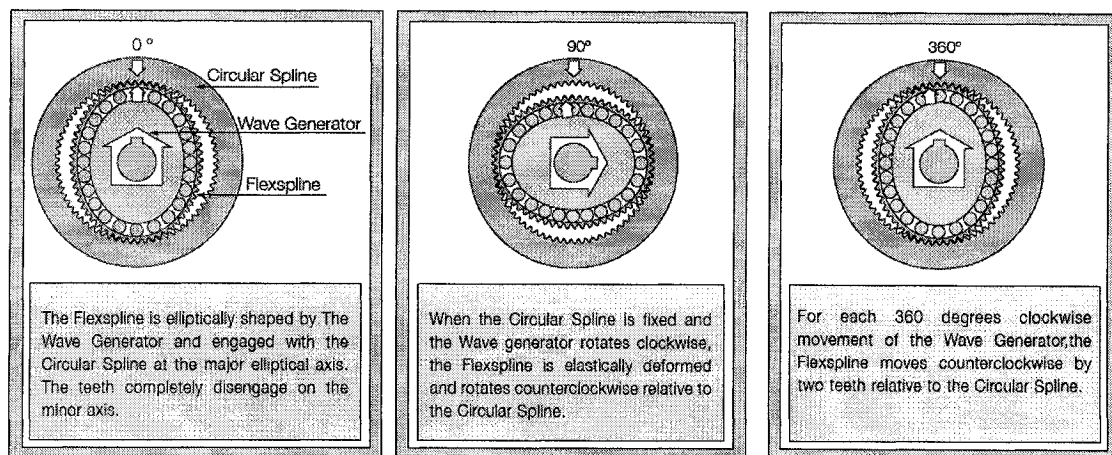 0 °
Circular Spline
Wave Generator
Flexspline
The Flexspline is elliptically shaped by The
Wave Generator and engaged with the
Circular Spline at the major elliptical axis.
The teeth completely disengage on the
minor axis.
90°
When the Circular Spline is fixed and
the Wave generator rotates clockwise,
the Flexspline is elastically deformed
and rotates counterclockwise relative to
the Circular Spline.
360°
For each 360 degrees clockwise
movement of the Wave Generator,the
Flexspline moves counterclockwise by
two teeth relative to the Circular Spline.